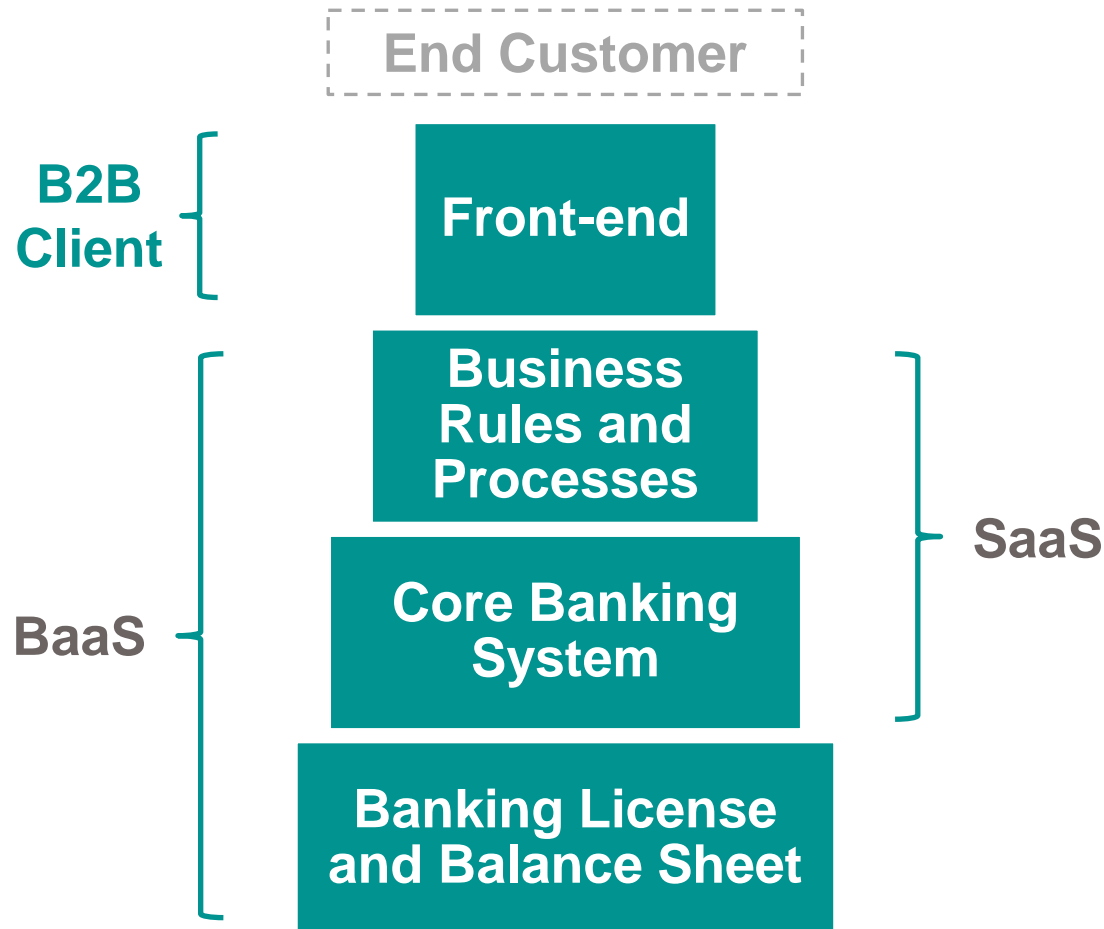 End Customer
B2B
Client
Front-end
Business
Rules and
Processes
SaaS
Core Banking
System
BaaS
Banking License
and Balance Sheet